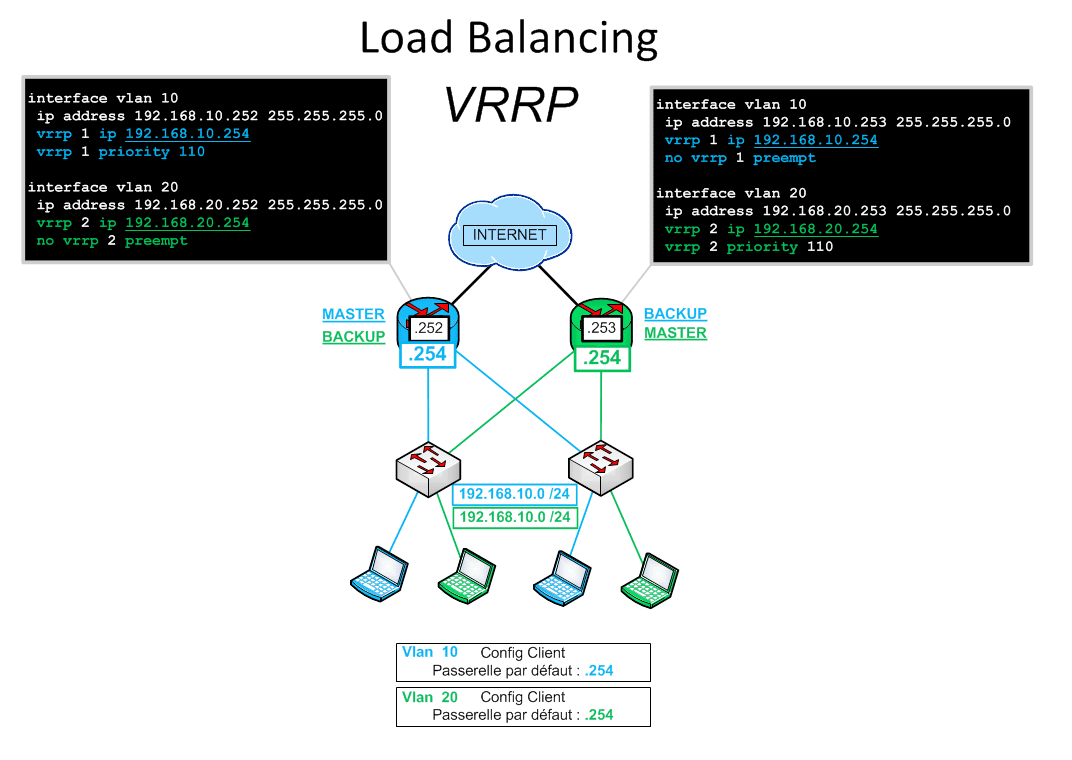 Load Balancing
VRRP
interface vlan 10
ip address 192.168.10.252 255.255.255.0
vrrp 1 ip 192.168.10.254
vrrp 1 priority 110
interface vlan 20
ip address 192.168.20.252 255.255.255.0
vrrp 2 ip 192.168.20.254
no vrrp 2 preempt
interface vlan 10
ip address 192.168.10.253 255.255.255.0
vrrp 1 ip 192.168.10.254
no vrrp 1 preempt
interface vlan 20
ip address 192.168.20.253 255.255.255.0
vrrp 2 ip 192.168.20.254
vrrp 2 priority 110
INTERNET
MASTER
BACKUP
.252
.254
.253
.254
BACKUP
MASTER
192.168.10.0 /24
192.168.10.0 /24
Vlan 10 Config Client
Passerelle par défaut : .254
Vlan 20 Config Client
Passerelle par défaut : .254